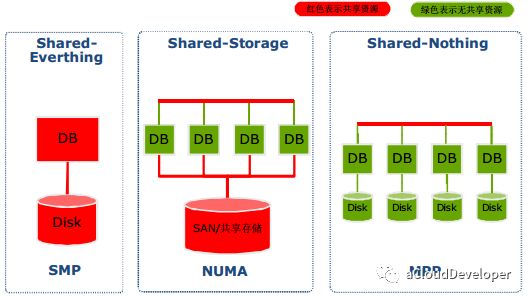 红色表示共享资源
绿色表示无共享资源
Shared-
Everthing
Shared-Storage
Shared-Nothing
DB
Disk
DB
DB
DB
DB
SAN/共享存储
DB
DB
DB
DB
Disk
Disk
Disk
Disk
SMP
NUMA
MPP
acloudDeveloper